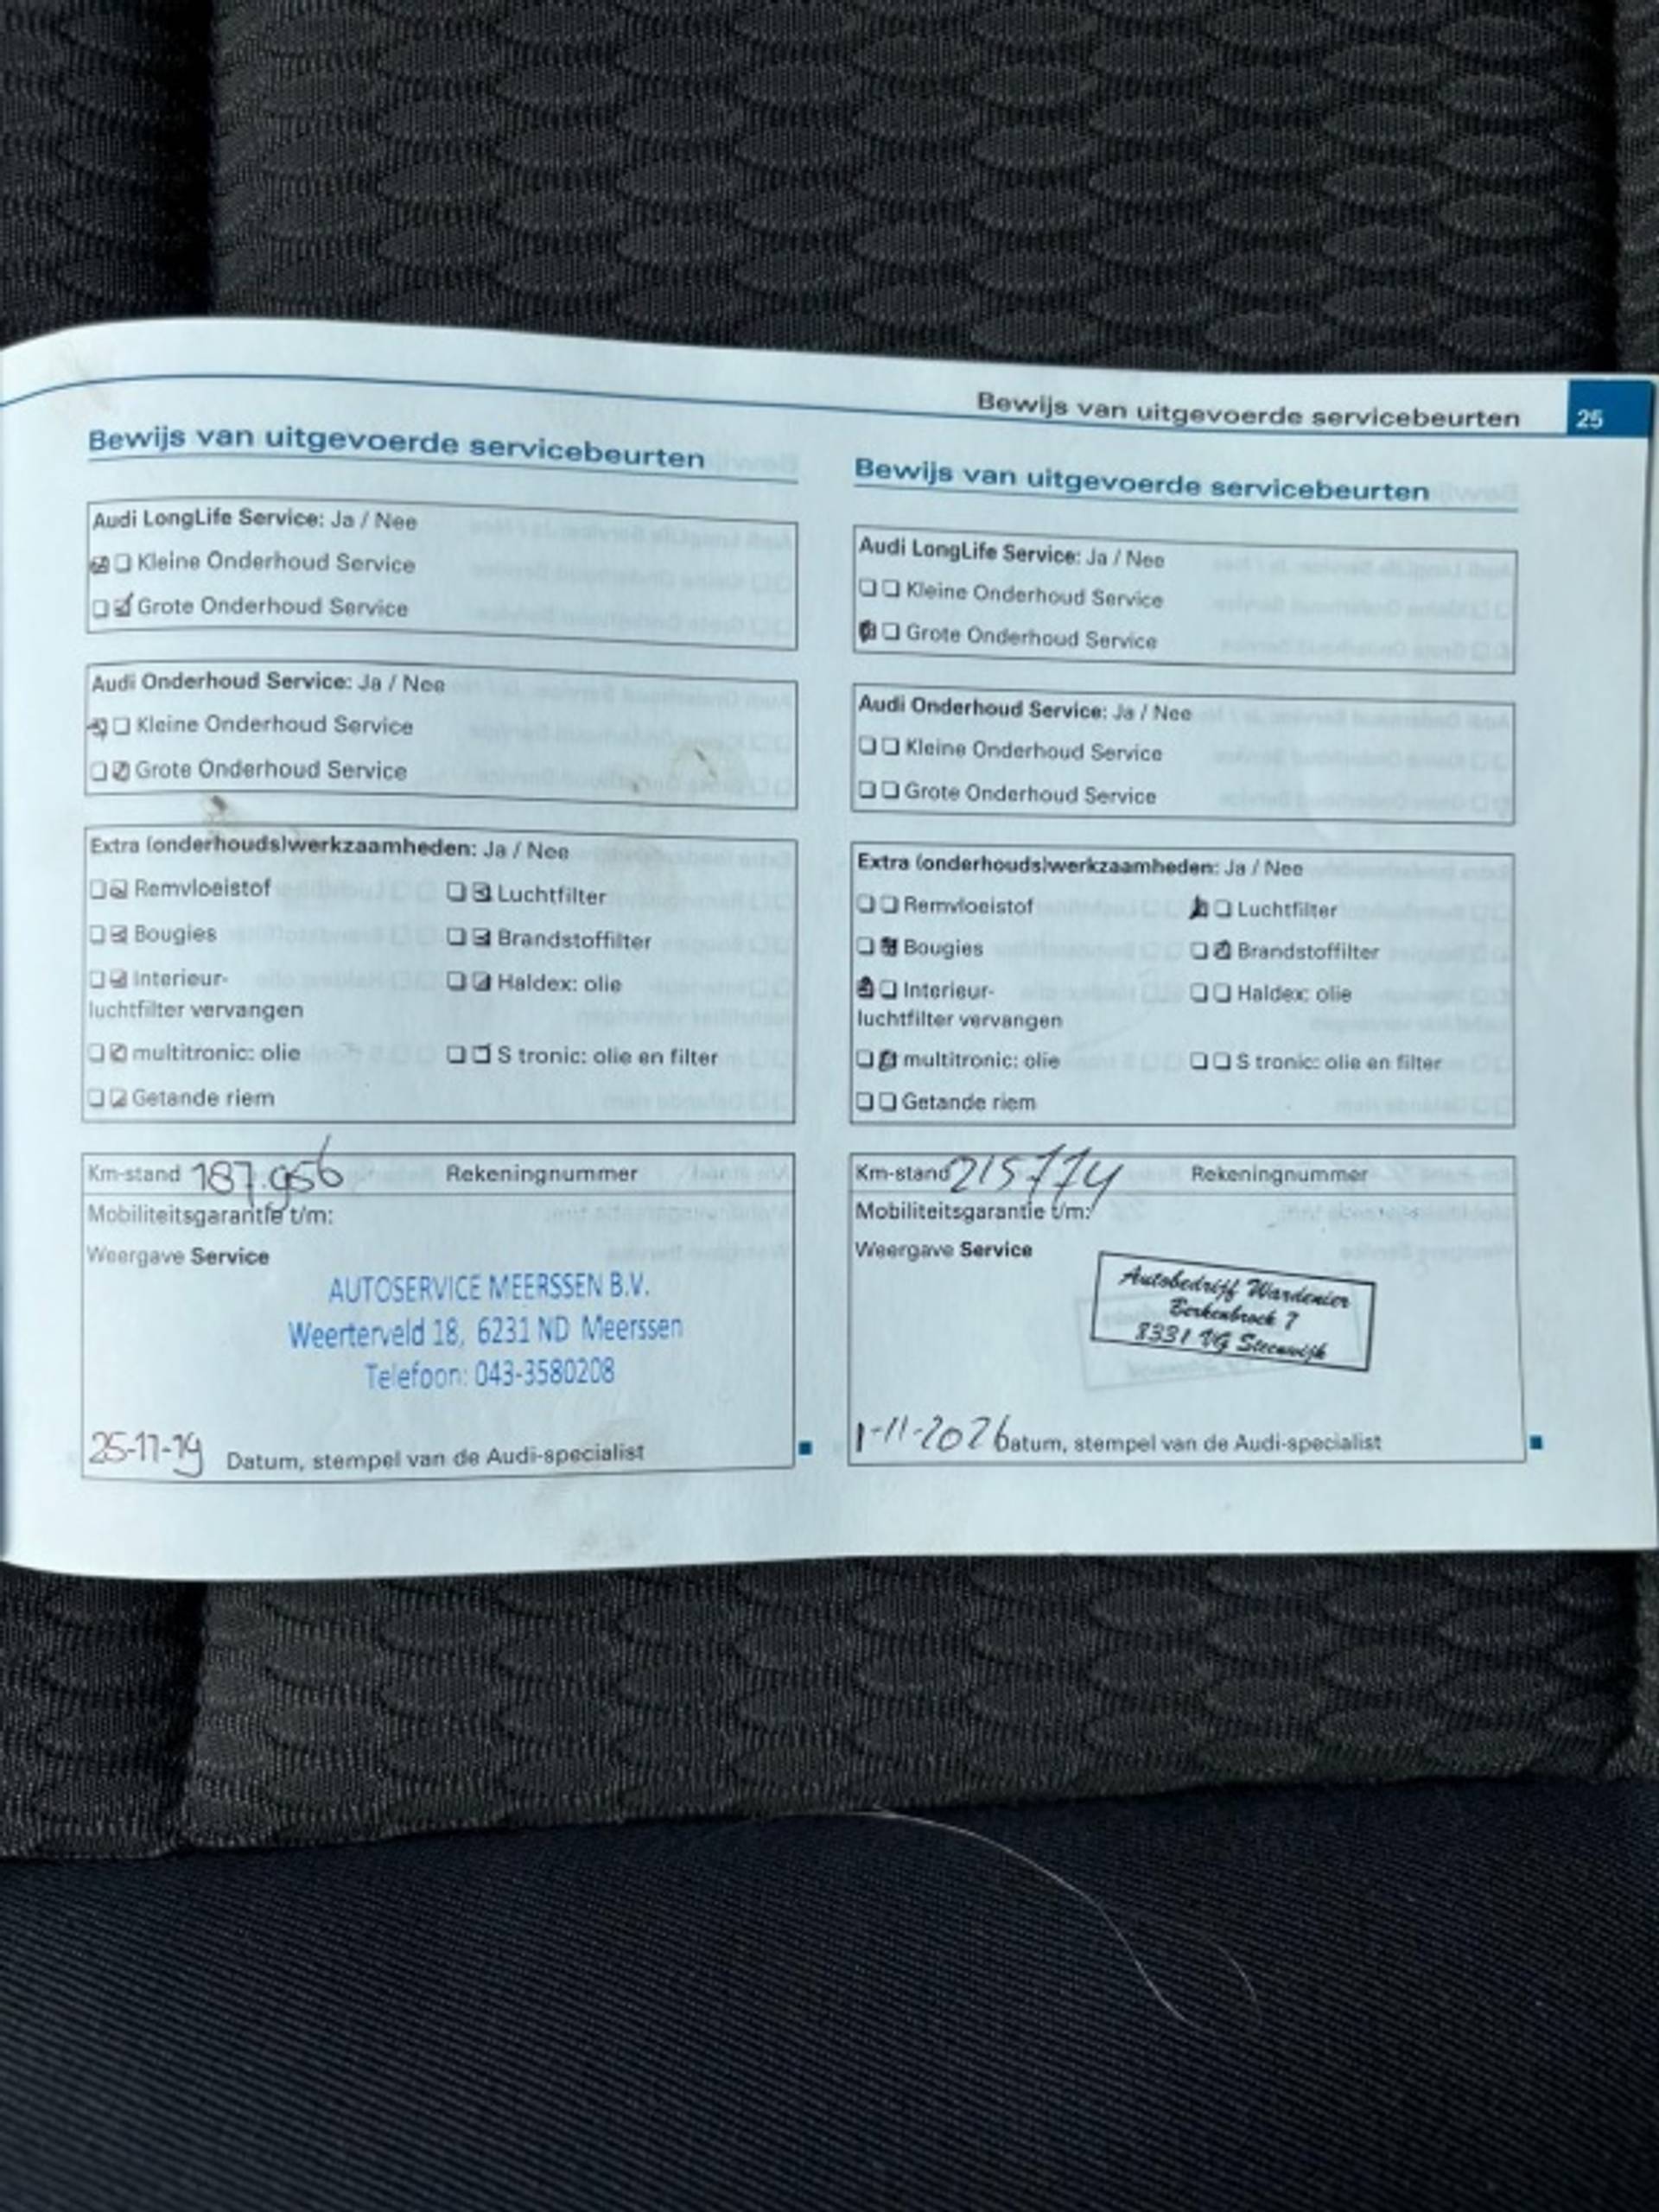 Bewijs van uitgevoerde servicebeurten 25
Bewijs van uitgevoerde servicebeurten
Audi LongLife Service: Ja / Nee
Kleine Onderhoud Service
Grote Onderhoud Service
Audi Onderhoud Service: Ja / Nee
Kleine Onderhoud Service
Grote Onderhoud Service
Extra (onderhouds)werkzaamheden: Ja / Nee
Remvloeistof Luchtfilter
Bougies Brandstoffilter
Interieur- Haldex: olie
luchtfilter vervangen
multitronic: olie S tronic: olie en filter
Getande riem
Km-stand 187.956 Rekeningnummer
Mobiliteitsgarantie t/m:
Weergave Service
AUTOSERVICE MEERSSEN B.V.
Weerterveld 18, 6231 ND Meerssen
Telefoon: 043-3580208
25-11-19 Datum, stempel van de Audi-specialist
Bewijs van uitgevoerde servicebeurten
Audi LongLife Service: Ja / Nee
Kleine Onderhoud Service
Grote Onderhoud Service
Audi Onderhoud Service: Ja / Nee
Kleine Onderhoud Service
Grote Onderhoud Service
Extra (onderhouds)werkzaamheden: Ja / Nee
Remvloeistof Luchtfilter
Bougies Brandstoffilter
Interieur- Haldex: olie
luchtfilter vervangen
multitronic: olie S tronic: olie en filter
Getande riem
Km-stand 215774 Rekeningnummer
Mobiliteitsgarantie t/m:
Weergave Service
Autobedrijf Wardenier
Berkenbroek 7
8331 VG Steenwijk
1-11-2026 Datum, stempel van de Audi-specialist